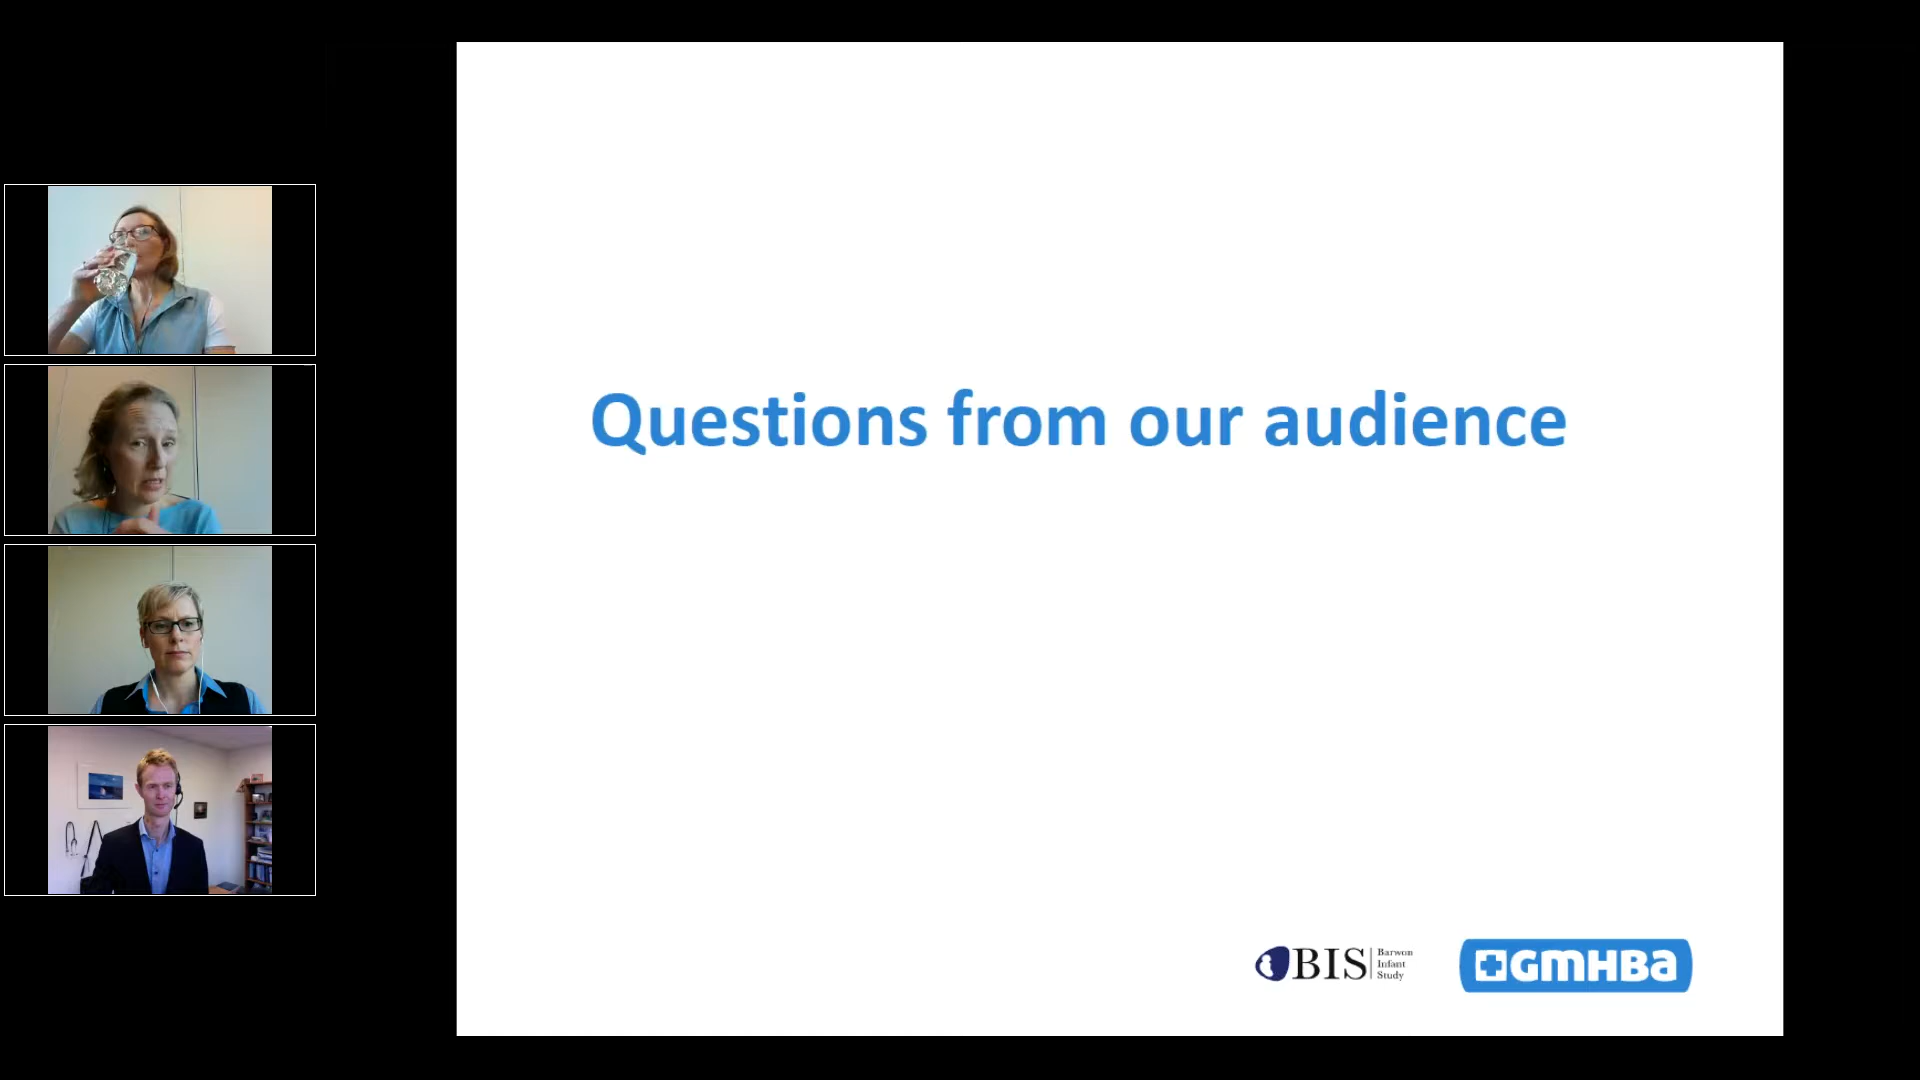 Questions from our audience
BIS
Barwon
Infant
Study
GMHBA